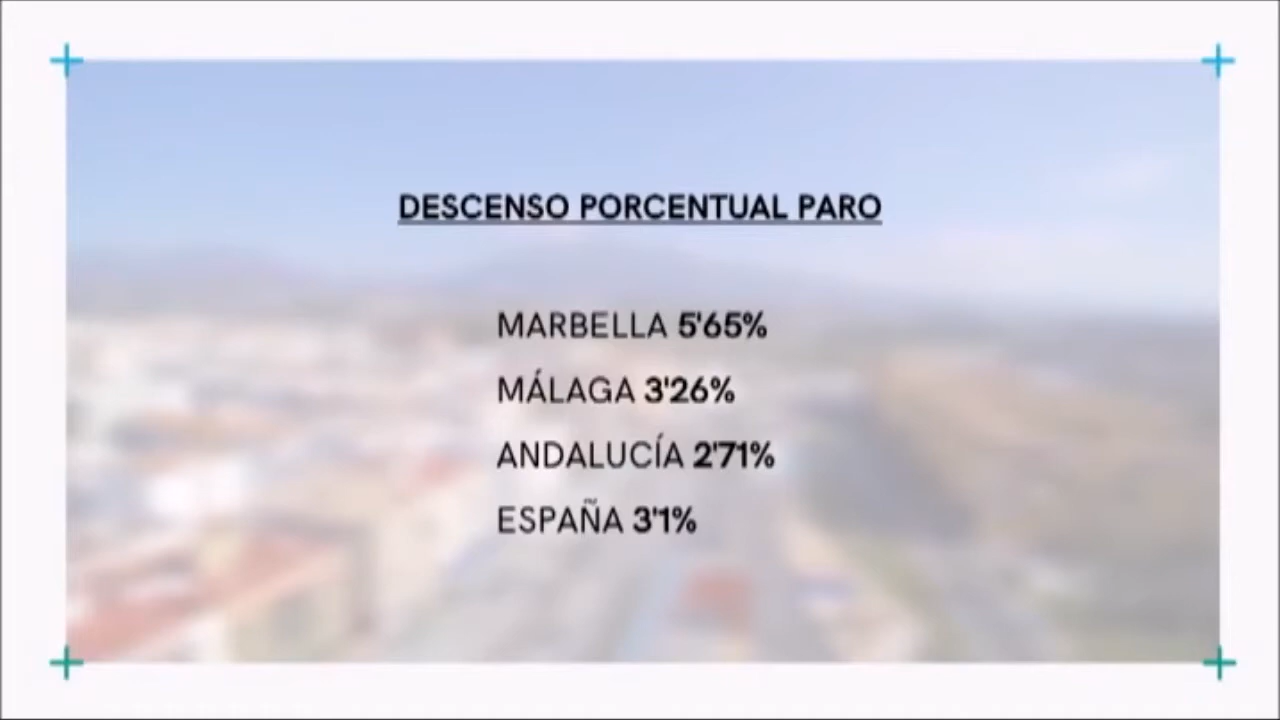 DESCENSO PORCENTUAL PARO
MARBELLA 5'65%
MÁLAGA 3'26%
ANDALUCÍA 2'71%
ESPAÑA 3'1%